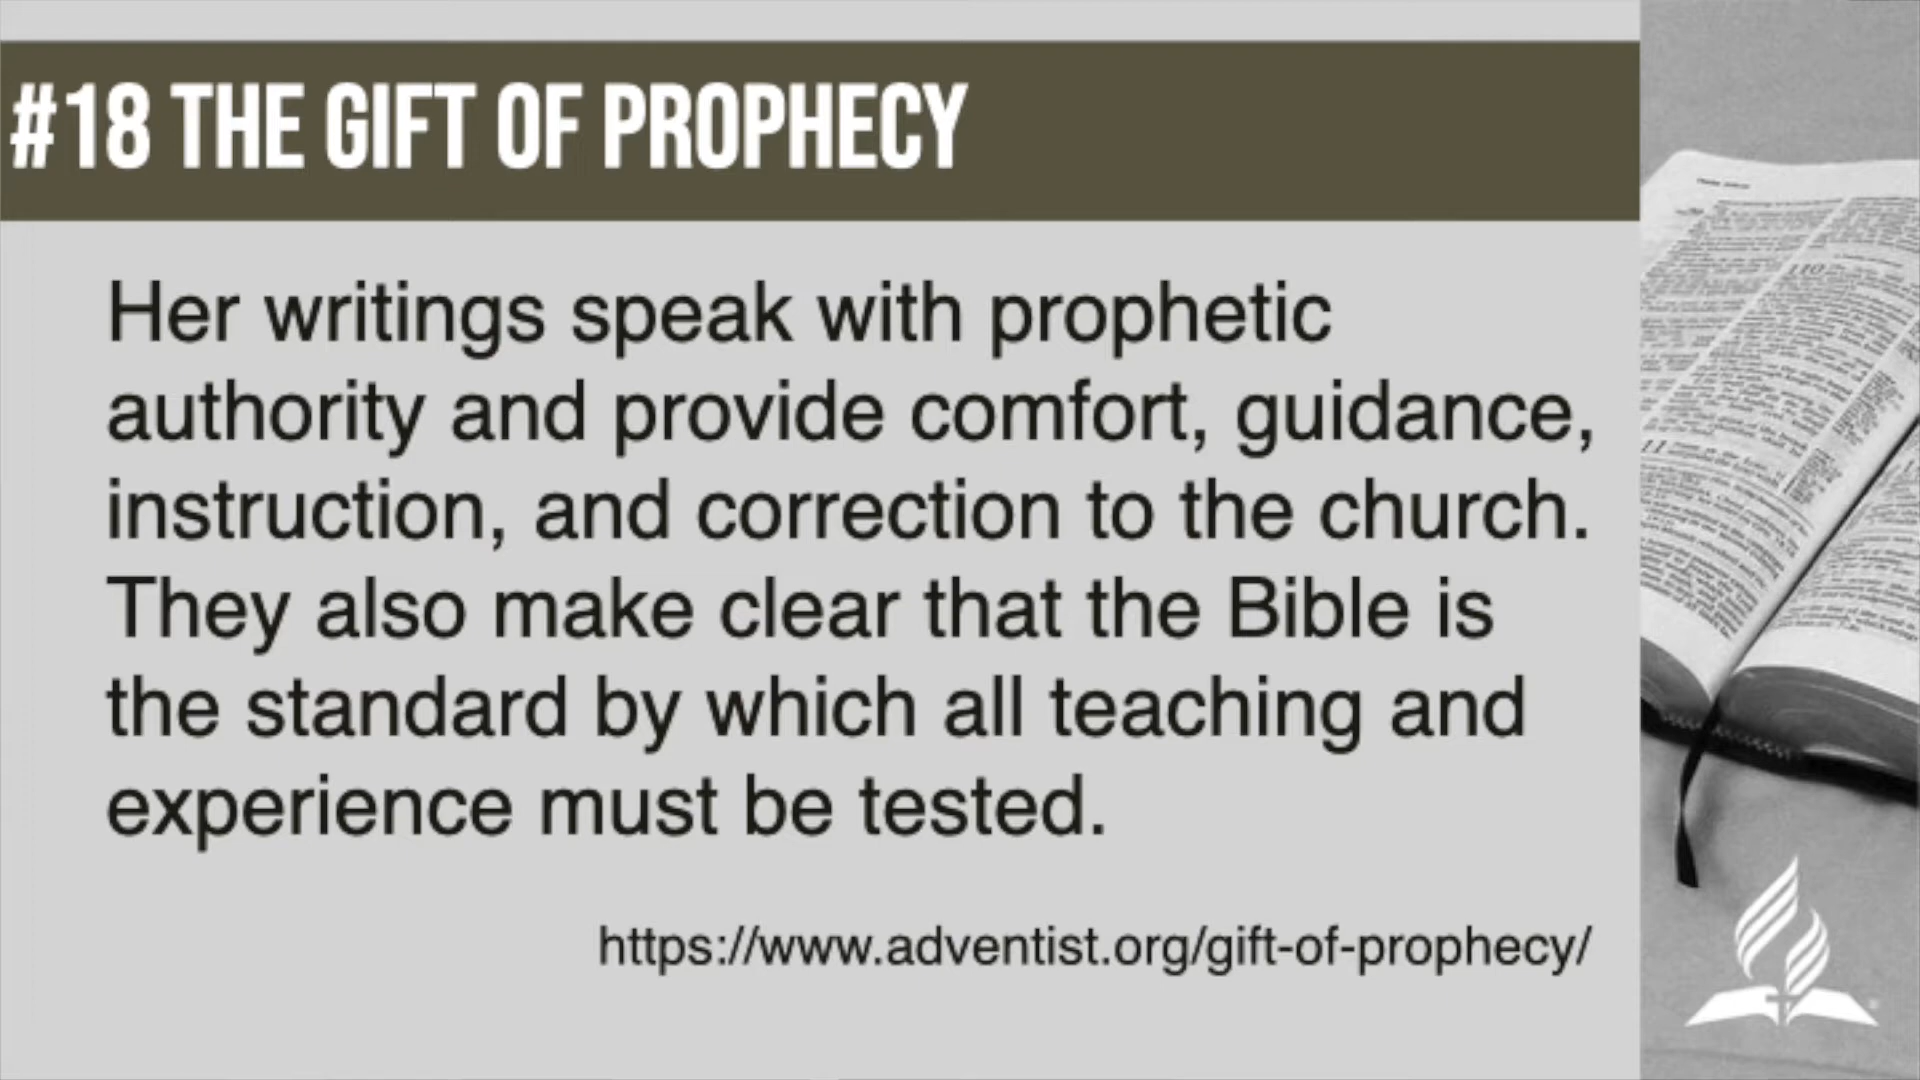 #18 THE GIFT OF PROPHECY
Her writings speak with prophetic
authority and provide comfort, guidance,
instruction, and correction to the church.
They also make clear that the Bible is
the standard by which all teaching and
experience must be tested.
https://www.adventist.org/gift-of-prophecy/
110
11